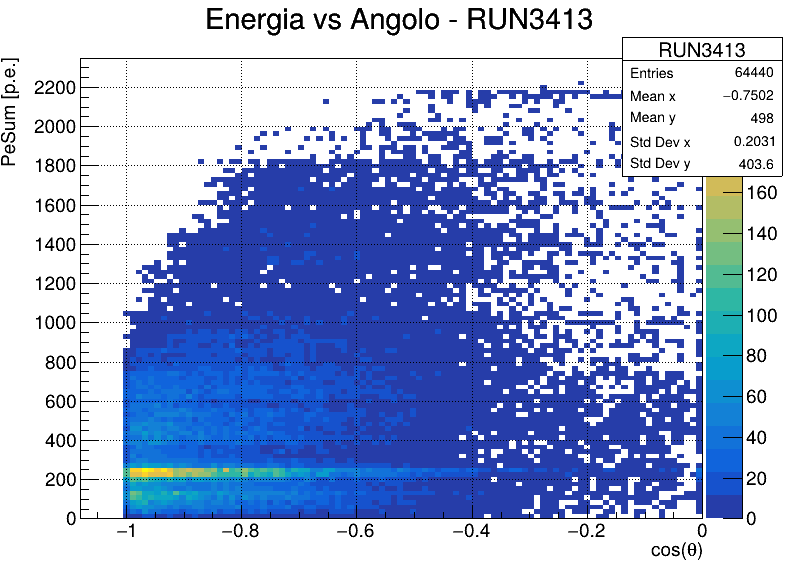 Energia vs Angolo - RUN3413
RUN3413
Entries 64440
Mean x −0.7502
Mean y 498
Std Dev x 0.2031
Std Dev y 403.6
PeSum [p.e.]
2200
2000
1800
1600
1400
1200
1000
800
600
400
200
0
−1 −0.8 −0.6 −0.4 −0.2 0
cos(θ)
160
140
120
100
80
60
40
20
0